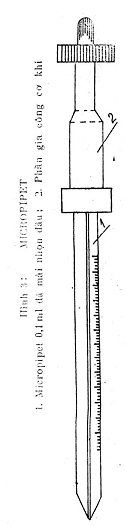 Hình 3: MICROPIPET
1. Micropipet 0,1 ml đã mài nhọn đầu; 2. Phần gia công cơ khí
2
1